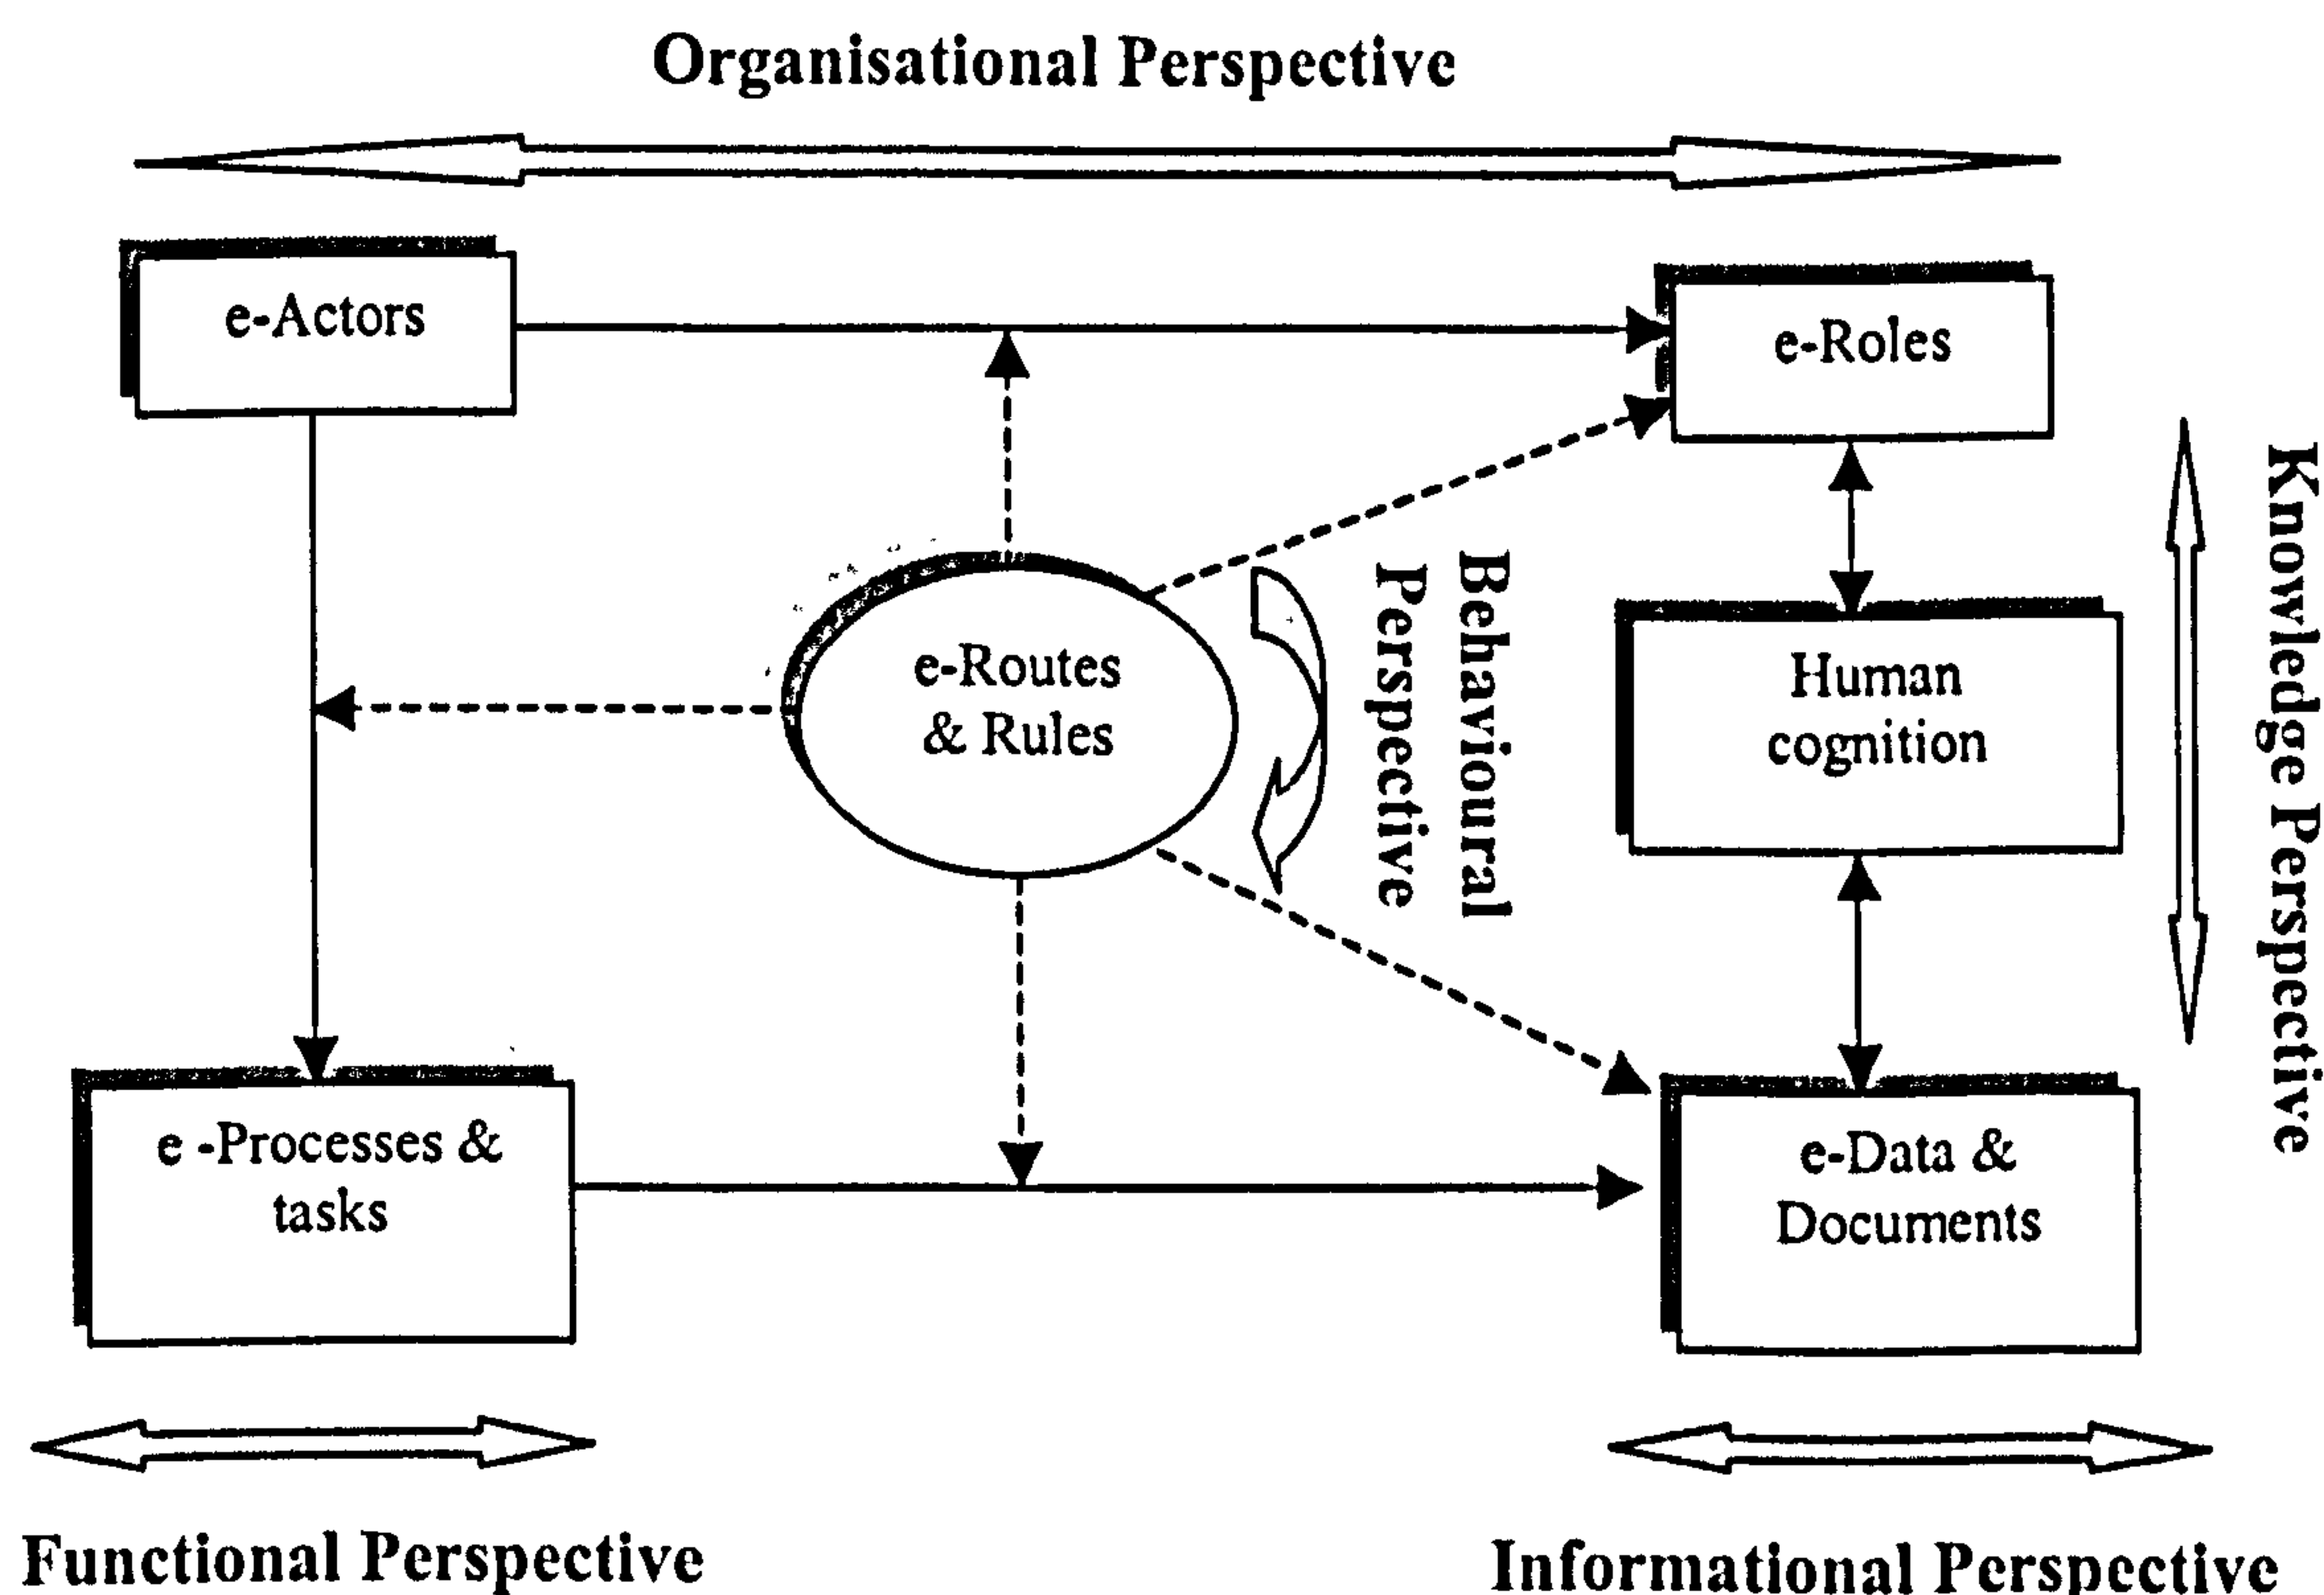 Organisational Perspective
e-Actors
e-Roles
Knowledge Perspective
Behavioural
Perspective
e-Routes
& Rules
Human
cognition
e -Processes &
tasks
e-Data &
Documents
Functional Perspective
Informational Perspective